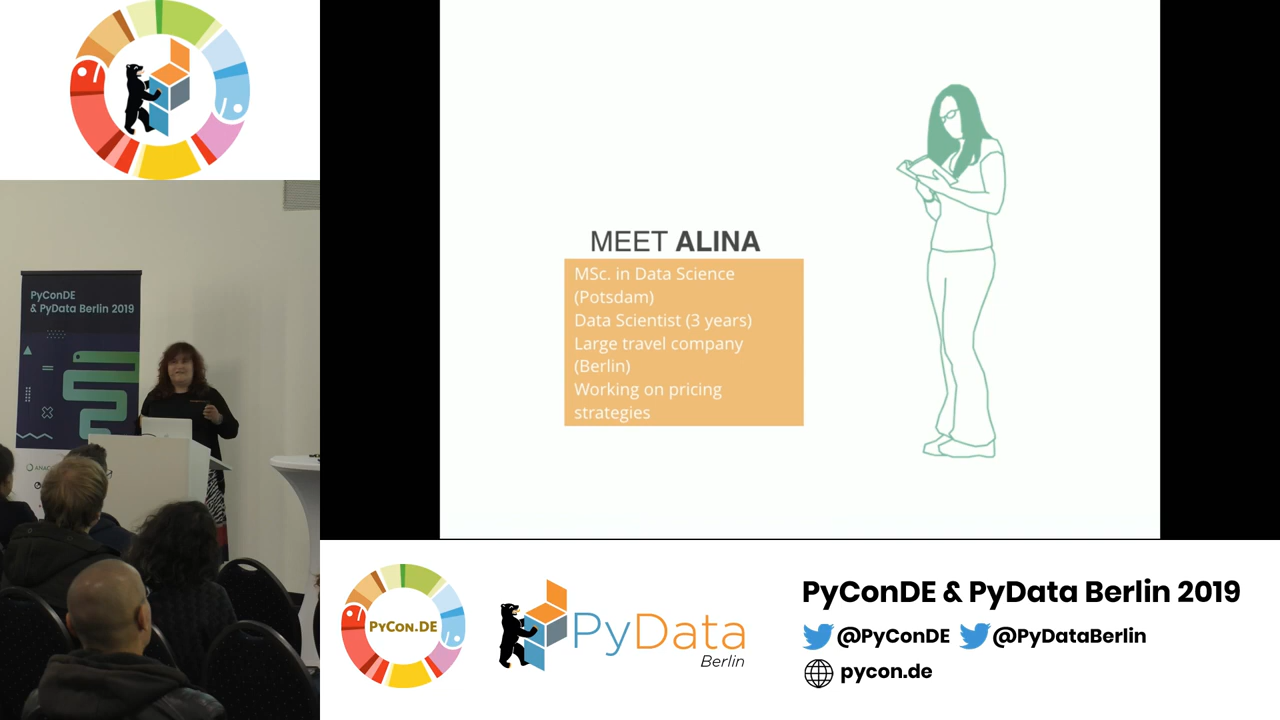 MEET ALINA
MSc. in Data Science
(Potsdam)
Data Scientist (3 years)
Large travel company
(Berlin)
Working on pricing
strategies
PyConDE
& PyData Berlin 2019
PyCon.DE
PyData
Berlin
PyConDE & PyData Berlin 2019
@PyConDE @PyDataBerlin
pycon.de